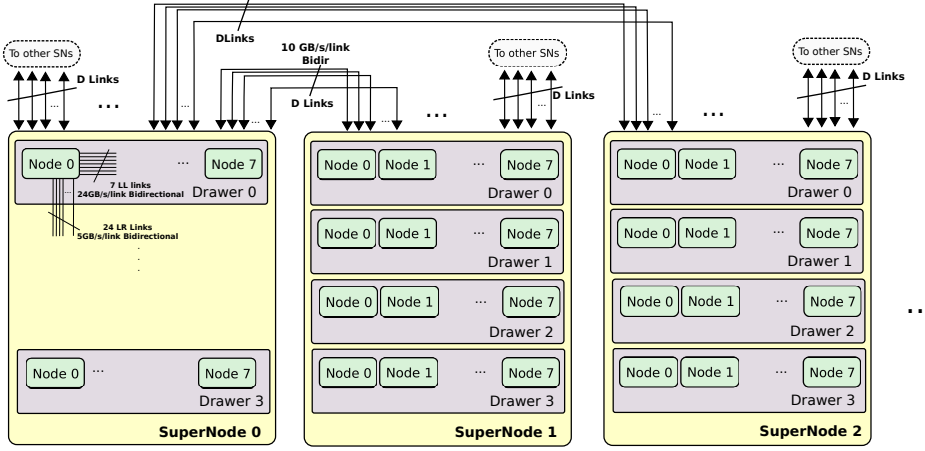 DLinks
10 GB/s/link
Bidir
D Links
To other SNs
D Links
...
...
To other SNs
D Links
...
...
To other SNs
D Links
...
...
...
...
...
Node 0
7 LL links
24GB/s/link Bidirectional
...
Node 7
Drawer 0
...
24 LR Links
5GB/s/link Bidirectional
Node 0
...
Node 7
Drawer 3
SuperNode 0
Node 0
Node 1
...
Node 7
Drawer 0
Node 0
Node 1
...
Node 7
Drawer 1
Node 0
Node 1
...
Node 7
Drawer 2
Node 0
Node 1
...
Node 7
Drawer 3
SuperNode 1
Node 0
Node 1
...
Node 7
Drawer 0
Node 0
Node 1
...
Node 7
Drawer 1
Node 0
Node 1
...
Node 7
Drawer 2
Node 0
Node 1
...
Node 7
Drawer 3
SuperNode 2
..